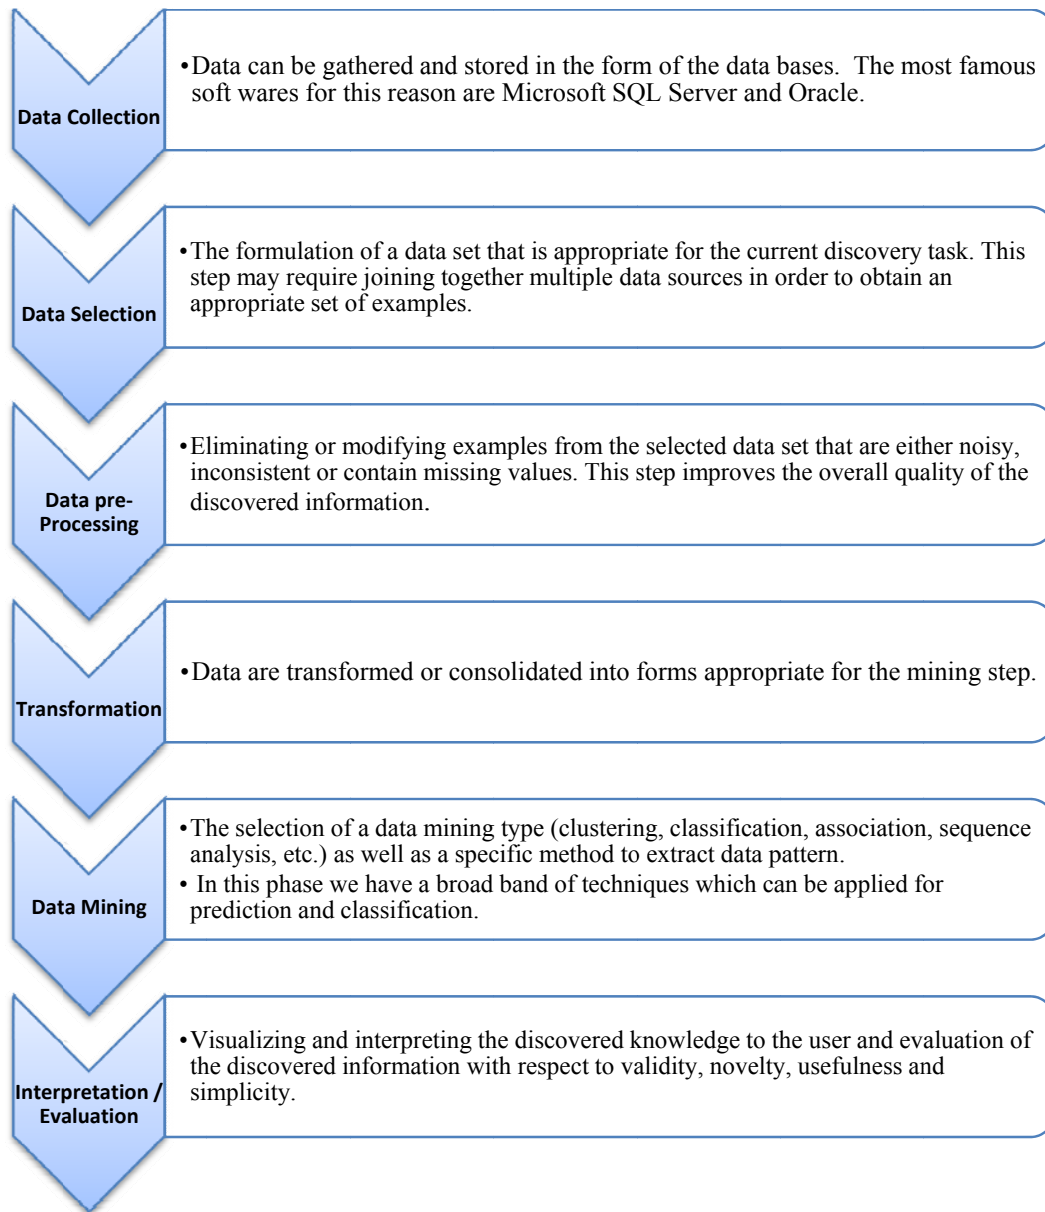 Data Collection
•Data can be gathered and stored in the form of the data bases.  The most famous
soft wares for this reason are Microsoft SQL Server and Oracle.
Data Selection
•The formulation of a data set that is appropriate for the current discovery task. This
step may require joining together multiple data sources in order to obtain an
appropriate set of examples.
Data pre-
Processing
•Eliminating or modifying examples from the selected data set that are either noisy,
inconsistent or contain missing values. This step improves the overall quality of the
discovered information.
Transformation
•Data are transformed or consolidated into forms appropriate for the mining step.
Data Mining
•The selection of a data mining type (clustering, classification, association, sequence
analysis, etc.) as well as a specific method to extract data pattern.
• In this phase we have a broad band of techniques which can be applied for
prediction and classification.
Interpretation /
Evaluation
•Visualizing and interpreting the discovered knowledge to the user and evaluation of
the discovered information with respect to validity, novelty, usefulness and
simplicity.